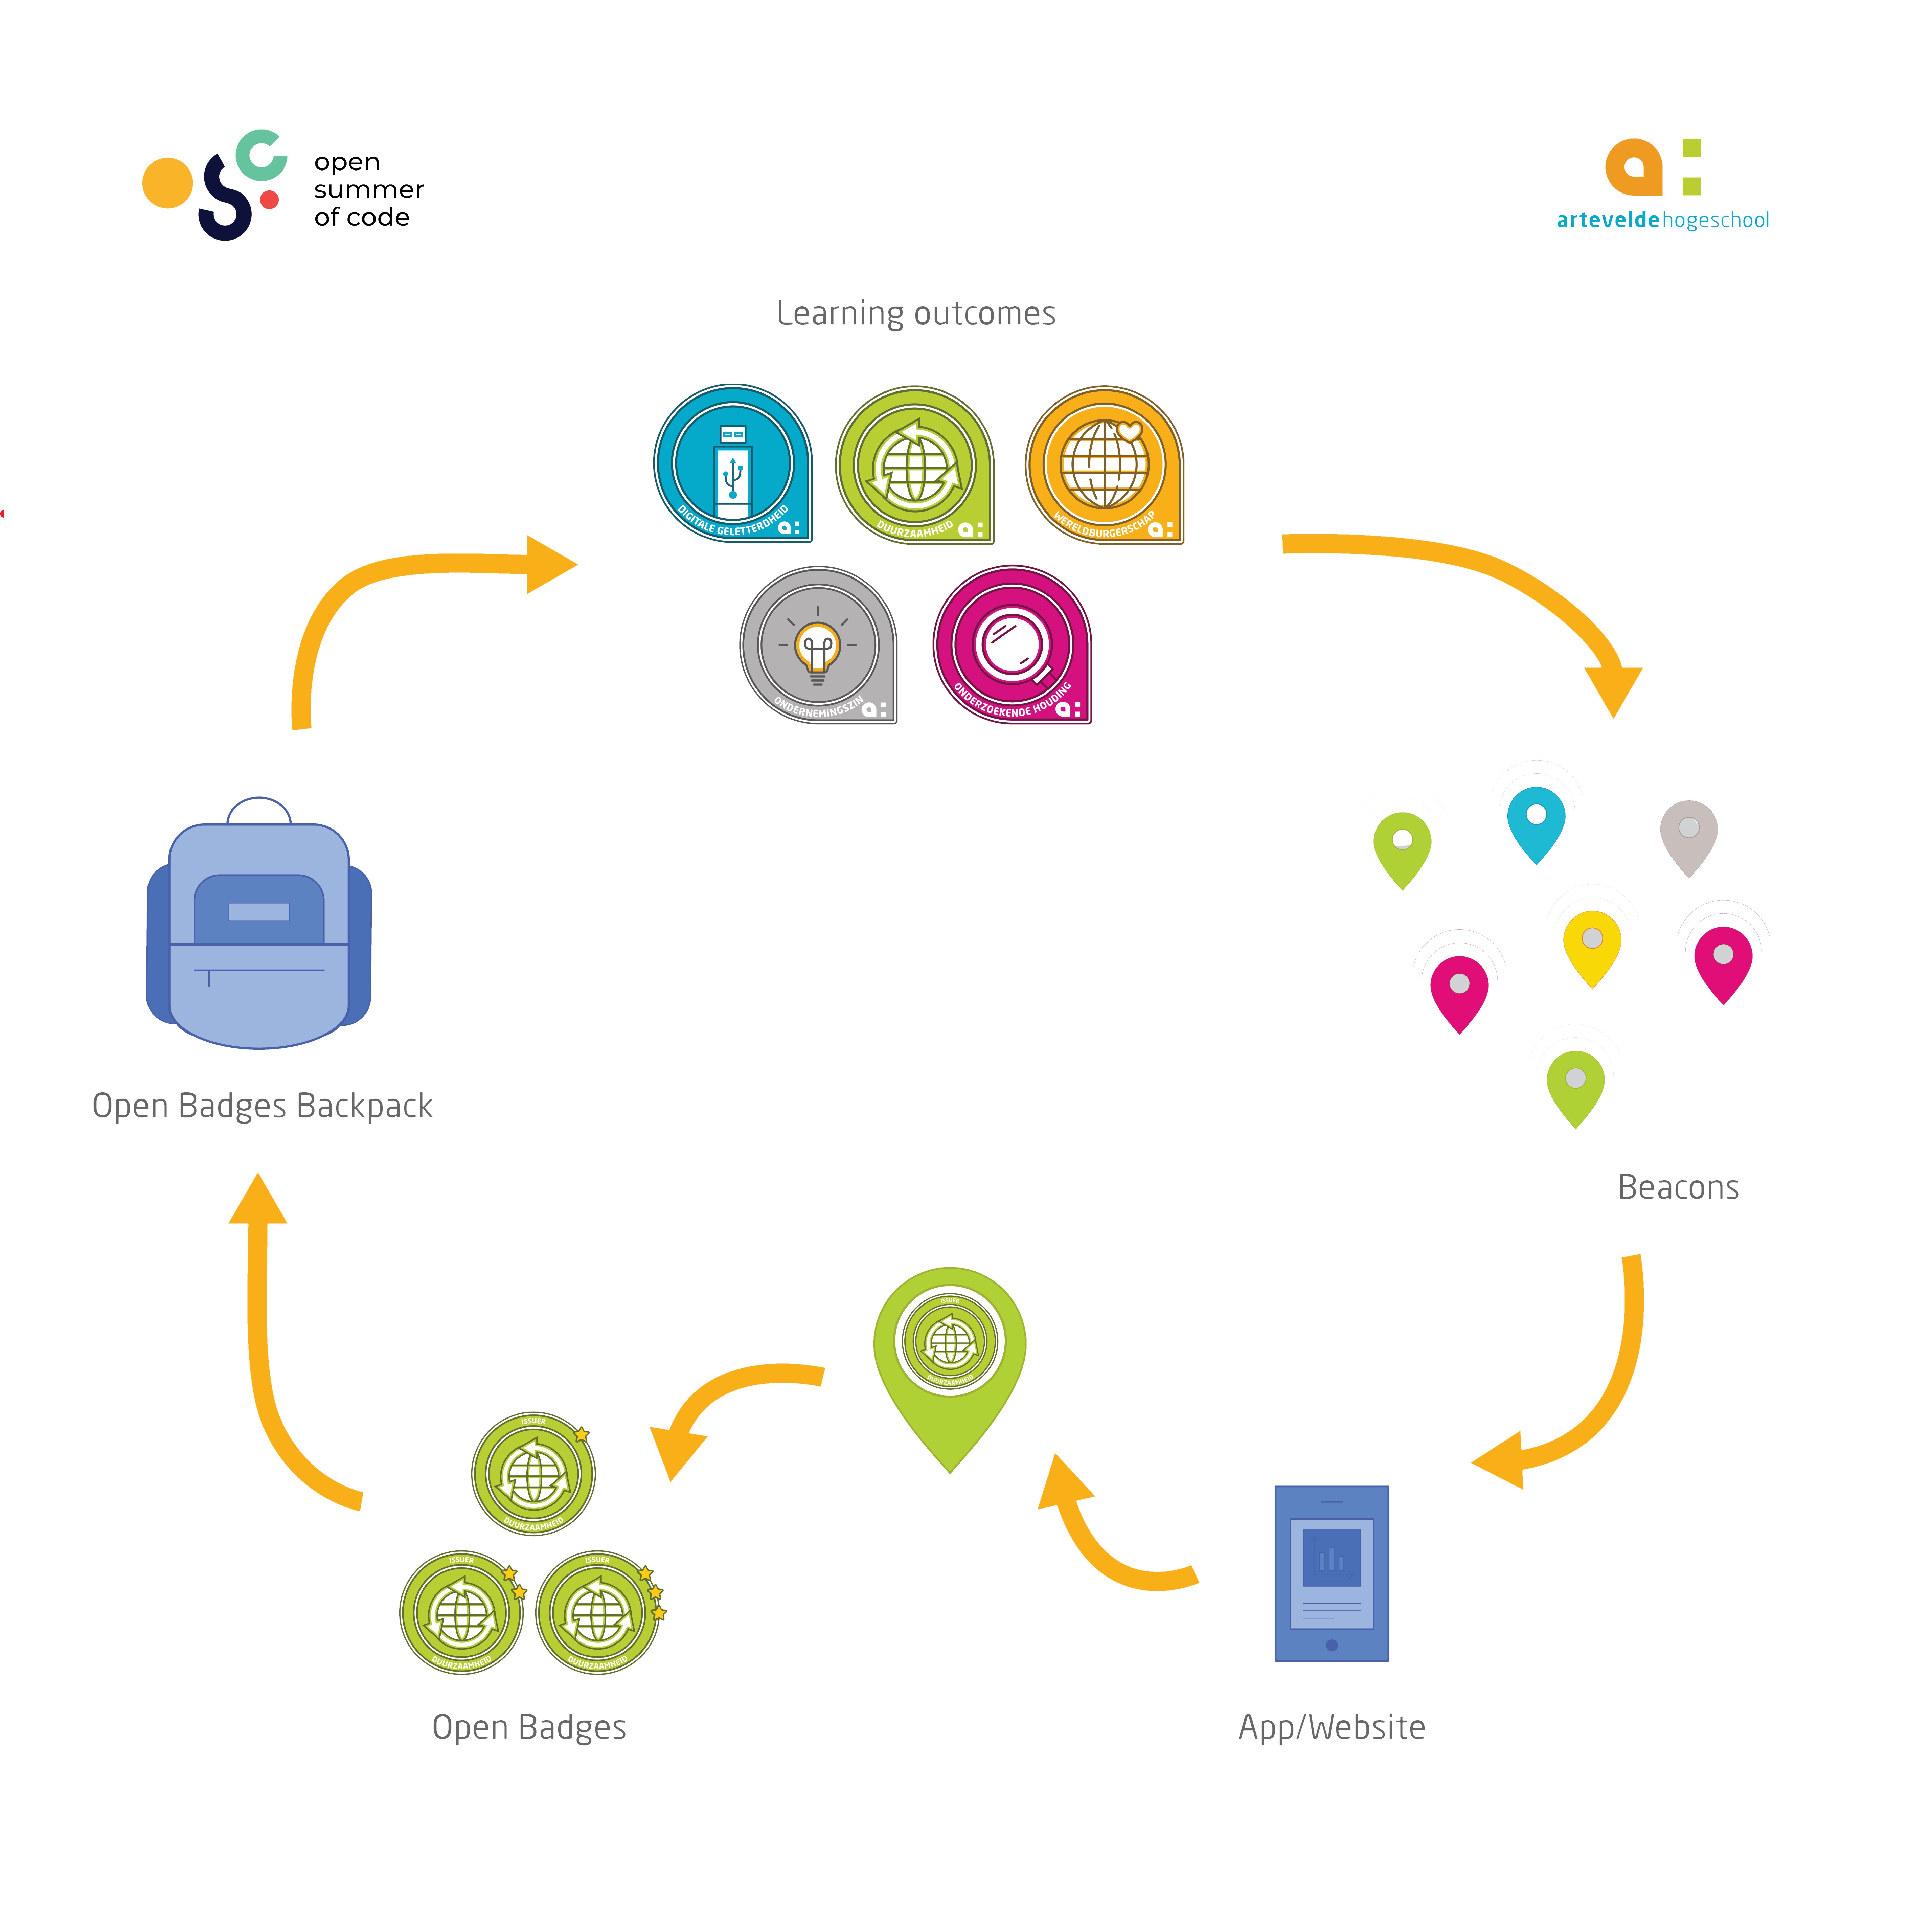 open
summer
of code
a:
arteveldehogeschool
Learning outcomes
DIGITALE GELETTERDHEID
a:
DUURZAAMHEID
a:
WERELDBURGERSCHAP
a:
ONDERNEMINGSZIN
a:
ONDERZOEKENDE HOUDING
a:
Open Badges Backpack
Beacons
ISSUER
DUURZAAMHEID
ISSUER
DUURZAAMHEID
ISSUER
DUURZAAMHEID
ISSUER
DUURZAAMHEID
Open Badges
App/Website